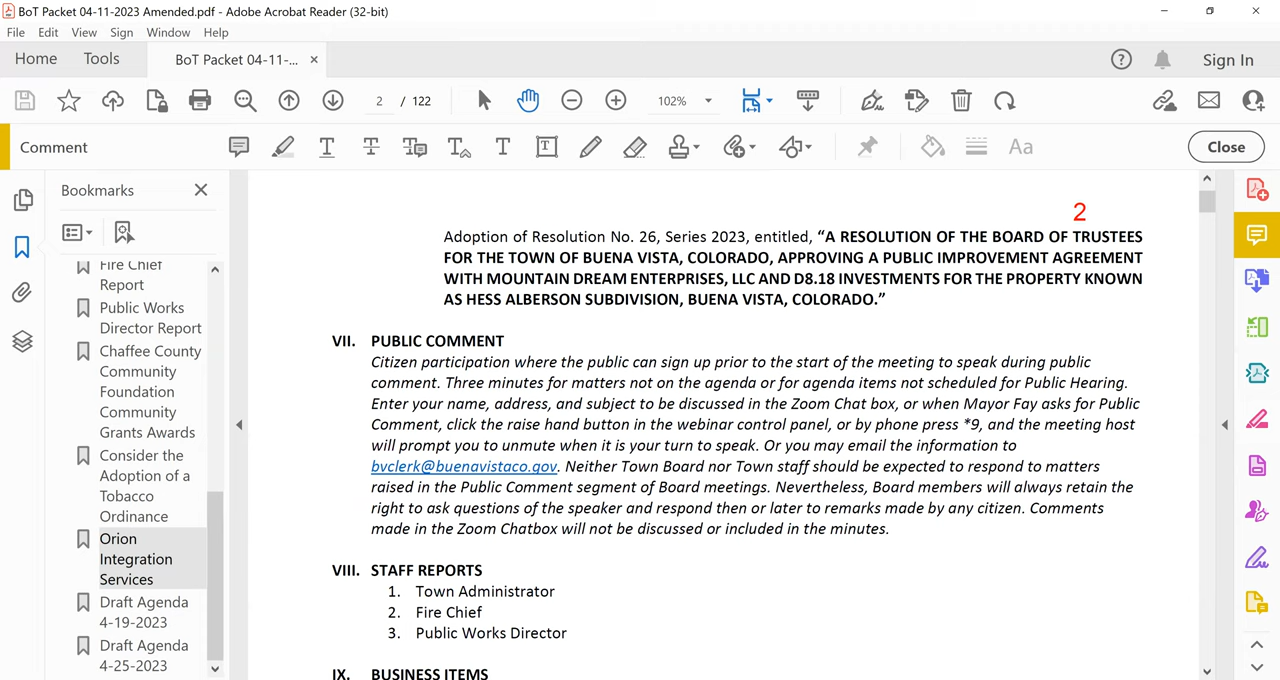 BoT Packet 04-11-2023 Amended.pdf - Adobe Acrobat Reader (32-bit)
File Edit View Sign Window Help
Home Tools BoT Packet 04-11-... × ? Sign In
2 / 122 102%
Comment T T T T T Aa Close
Bookmarks
Fire Chief
Report
Public Works
Director Report
Chaffee County
Community
Foundation
Community
Grants Awards
Consider the
Adoption of a
Tobacco
Ordinance
Orion
Integration
Services
Draft Agenda
4-19-2023
Draft Agenda
4-25-2023
2
Adoption of Resolution No. 26, Series 2023, entitled, “A RESOLUTION OF THE BOARD OF TRUSTEES
FOR THE TOWN OF BUENA VISTA, COLORADO, APPROVING A PUBLIC IMPROVEMENT AGREEMENT
WITH MOUNTAIN DREAM ENTERPRISES, LLC AND D8.18 INVESTMENTS FOR THE PROPERTY KNOWN
AS HESS ALBERSON SUBDIVISION, BUENA VISTA, COLORADO.”
VII. PUBLIC COMMENT
Citizen participation where the public can sign up prior to the start of the meeting to speak during public
comment. Three minutes for matters not on the agenda or for agenda items not scheduled for Public Hearing.
Enter your name, address, and subject to be discussed in the Zoom Chat box, or when Mayor Fay asks for Public
Comment, click the raise hand button in the webinar control panel, or by phone press *9, and the meeting host
will prompt you to unmute when it is your turn to speak. Or you may email the information to
bvclerk@buenavistaco.gov. Neither Town Board nor Town staff should be expected to respond to matters
raised in the Public Comment segment of Board meetings. Nevertheless, Board members will always retain the
right to ask questions of the speaker and respond then or later to remarks made by any citizen. Comments
made in the Zoom Chatbox will not be discussed or included in the minutes.
VIII. STAFF REPORTS
1. Town Administrator
2. Fire Chief
3. Public Works Director
IX. BUSINESS ITEMS